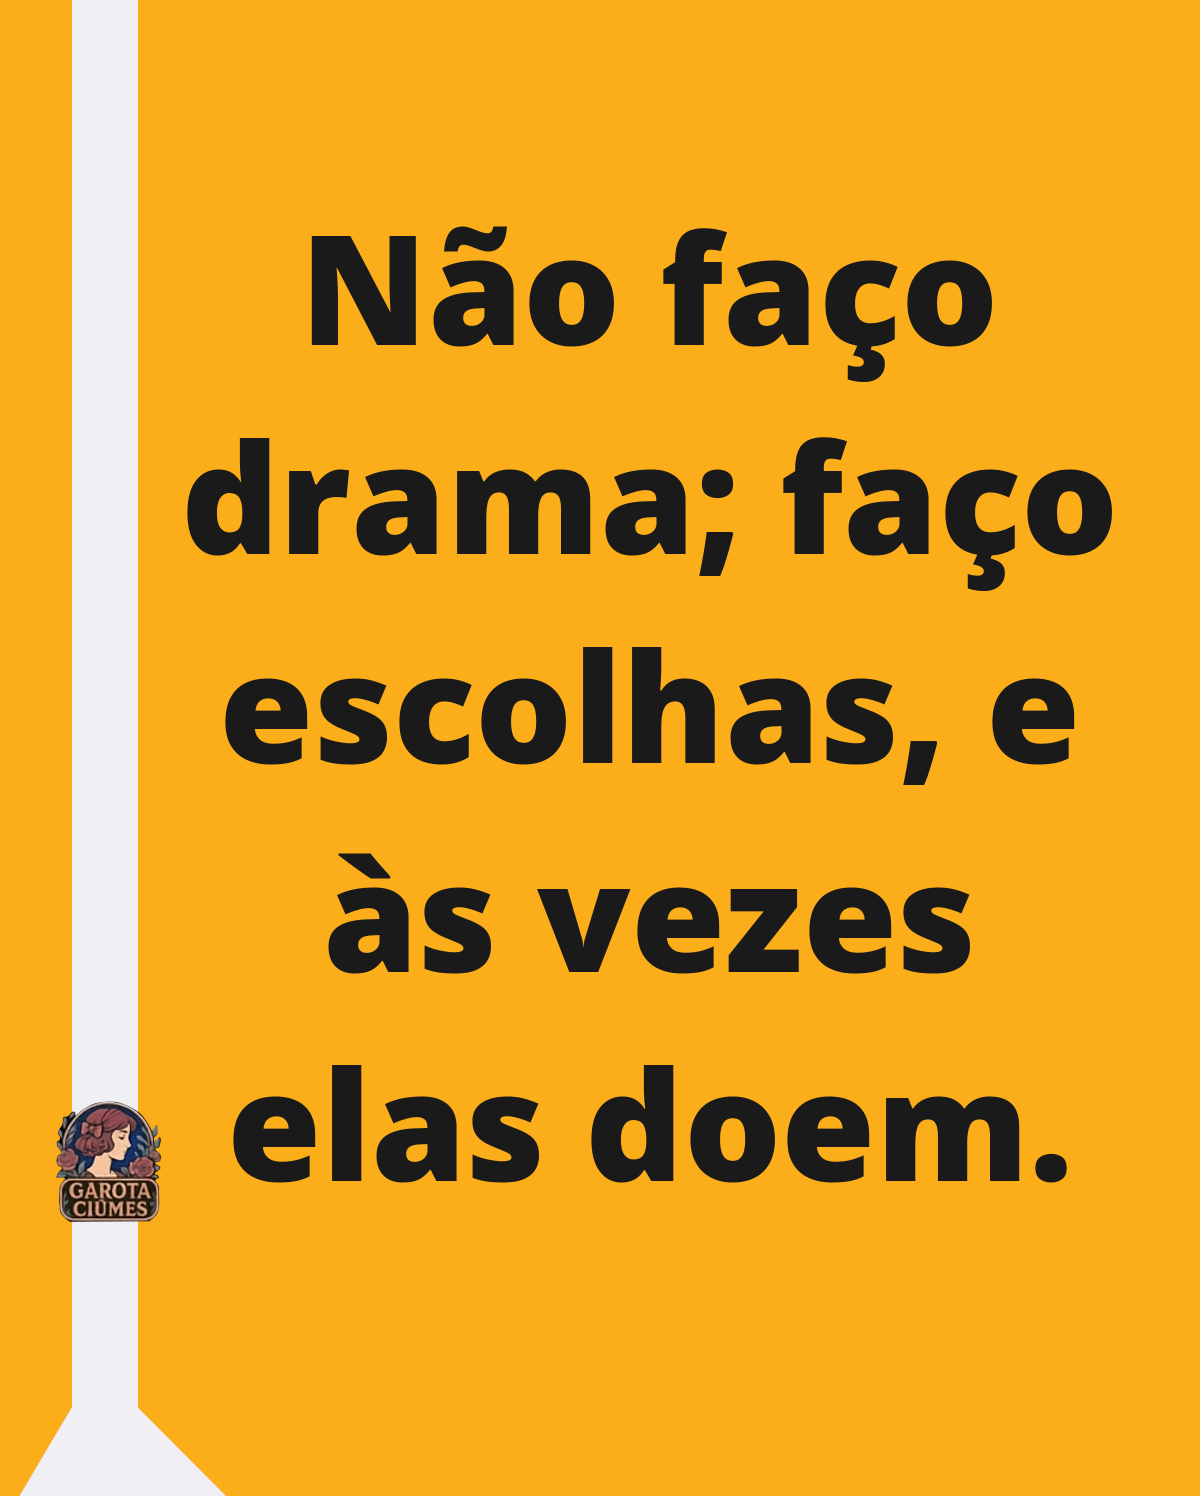 Não faço
drama; faço
escolhas, e
às vezes
elas doem.
GAROTA
CIÚMES